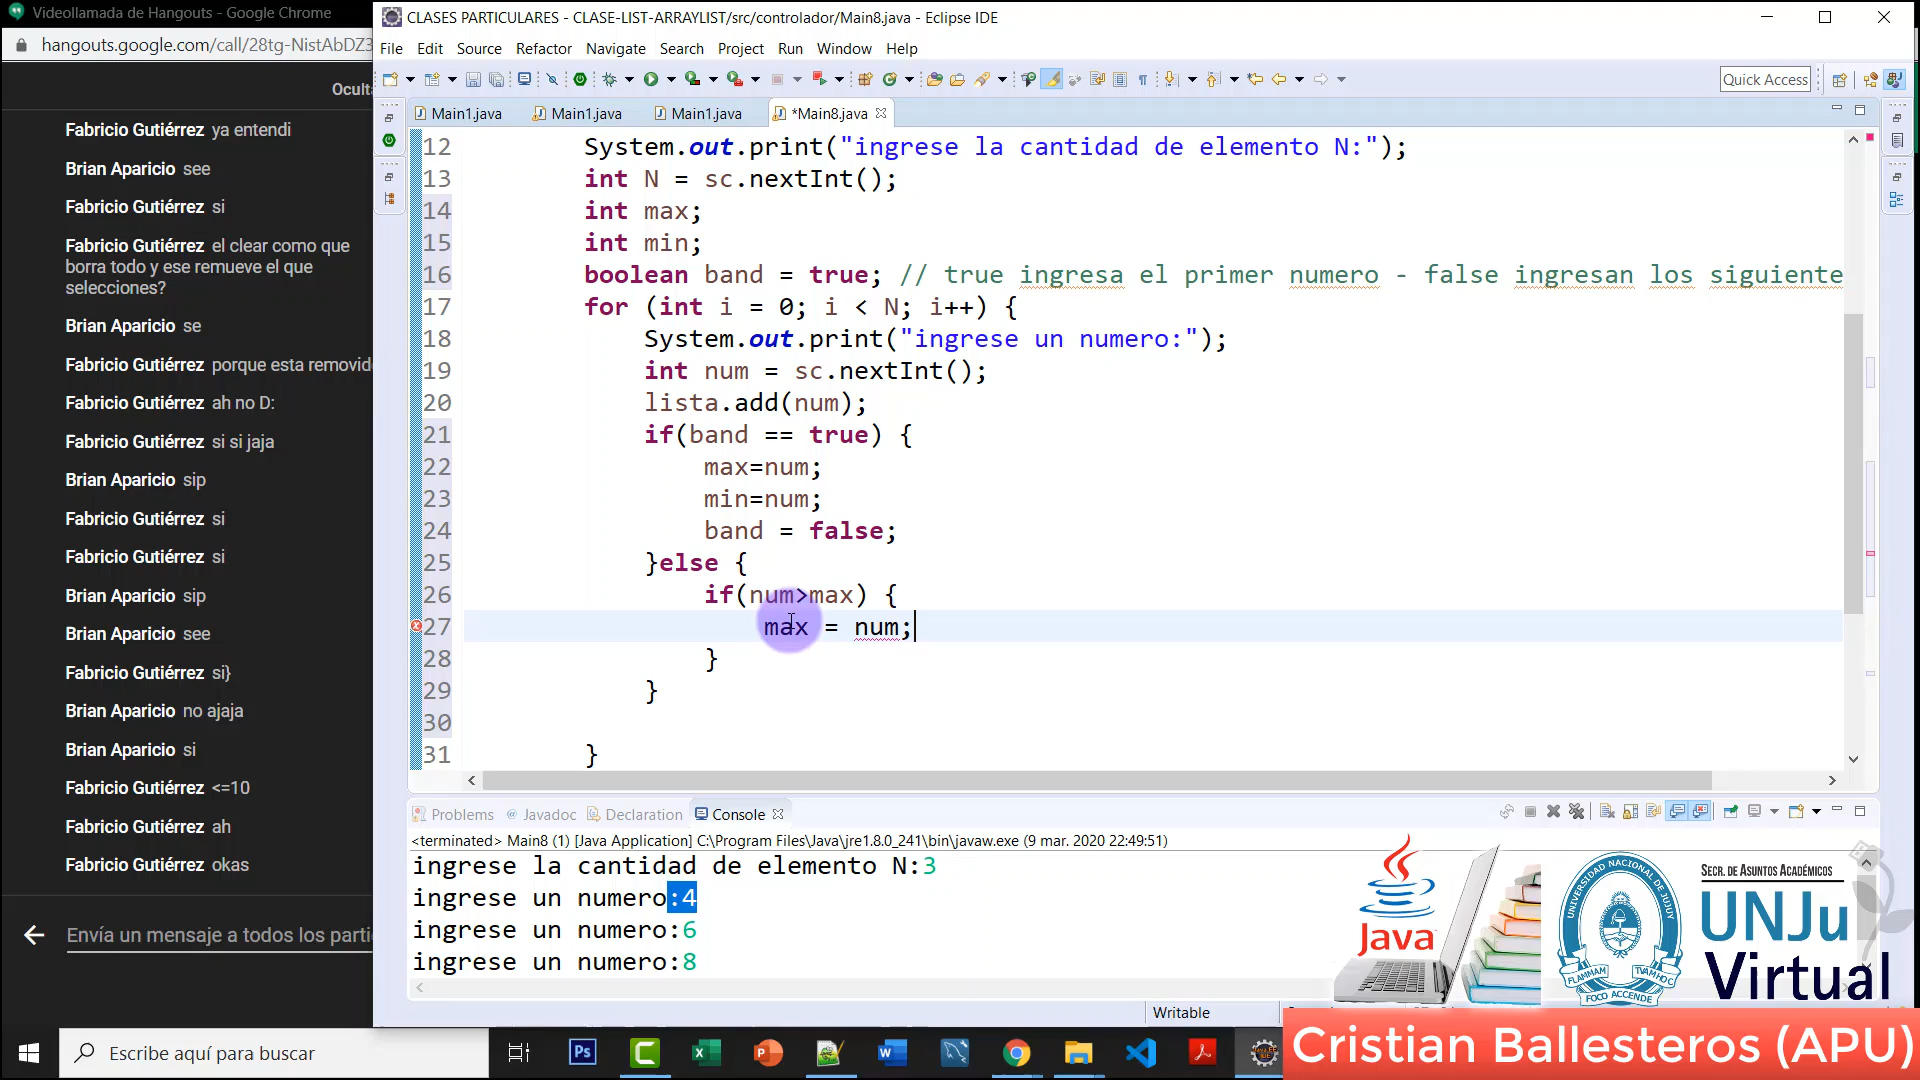 Videollamada de Hangouts - Google Chrome
hangouts.google.com/call/28tg-NistAbDZ3
Oculta
Fabricio Gutiérrez ya entendi
Brian Aparicio see
Fabricio Gutiérrez si
Fabricio Gutiérrez el clear como que
borra todo y ese remueve el que
selecciones?
Brian Aparicio se
Fabricio Gutiérrez porque esta removido
Fabricio Gutiérrez ah no D:
Fabricio Gutiérrez si si jaja
Brian Aparicio sip
Fabricio Gutiérrez si
Fabricio Gutiérrez si
Brian Aparicio sip
Brian Aparicio see
Fabricio Gutiérrez si}
Brian Aparicio no ajaja
Brian Aparicio si
Fabricio Gutiérrez <=10
Fabricio Gutiérrez ah
Fabricio Gutiérrez okas
Envía un mensaje a todos los parti
CLASES PARTICULARES - CLASE-LIST-ARRAYLIST/src/controlador/Main8.java - Eclipse IDE
File Edit Source Refactor Navigate Search Project Run Window Help
Quick Access
Main1.java Main1.java Main1.java *Main8.java
12 System.out.print("ingrese la cantidad de elemento N:");
13 int N = sc.nextInt();
14 int max;
15 int min;
16 boolean band = true; // true ingresa el primer numero - false ingresan los siguiente
17 for (int i = 0; i < N; i++) {
18 System.out.print("ingrese un numero:");
19 int num = sc.nextInt();
20 lista.add(num);
21 if(band == true) {
22 max=num;
23 min=num;
24 band = false;
25 }else {
26 if(num>max) {
27 max = num;
28 }
29 }
30
31 }
Problems Javadoc Declaration Console
<terminated> Main8 (1) [Java Application] C:\Program Files\Java\jre1.8.0_241\bin\javaw.exe (9 mar. 2020 22:49:51)
ingrese la cantidad de elemento N:3
ingrese un numero:4
ingrese un numero:6
ingrese un numero:8
Writable
Java
UNIVERSIDAD NACIONAL DE JUJUY
FLAMMAM TVAM HOC
FOCO ACCENDE
Secr. de Asuntos Académicos
UNJu
Virtual
Cristian Ballesteros (APU)
Escribe aquí para buscar